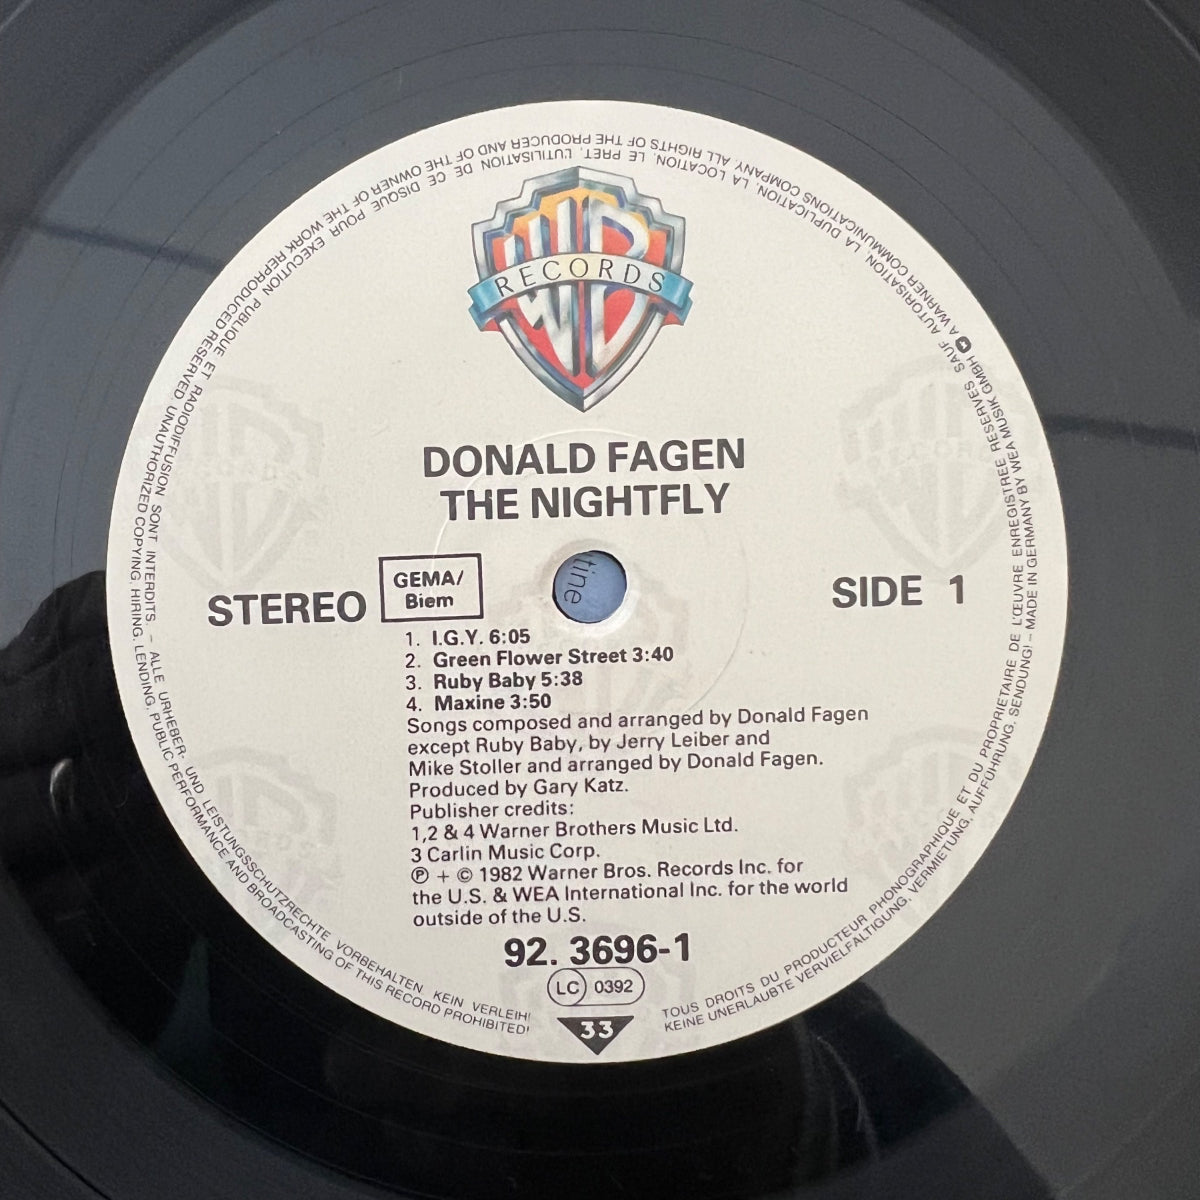 WB
RECORDS
DONALD FAGEN
THE NIGHTFLY
STEREO
GEMA/
Biem
tine
SIDE 1
1. I.G.Y. 6:05
2. Green Flower Street 3:40
3. Ruby Baby 5:38
4. Maxine 3:50
Songs composed and arranged by Donald Fagen
except Ruby Baby, by Jerry Leiber and
Mike Stoller and arranged by Donald Fagen.
Produced by Gary Katz.
Publisher credits:
1,2 & 4 Warner Brothers Music Ltd.
3 Carlin Music Corp.
℗ + © 1982 Warner Bros. Records Inc. for
the U.S. & WEA International Inc. for the world
outside of the U.S.
92. 3696-1
LC 0392
33
TOUS DROITS DU PRODUCTEUR PHONOGRAPHIQUE ET DU PROPRIETAIRE DE L'ŒUVRE ENREGISTREE RESERVES. SAUF AUTORISATION, LA DUPLICATION, LA LOCATION, LE PRET, L'UTILISATION DE CE DISQUE POUR EXECUTION PUBLIQUE ET RADIODIFFUSION SONT INTERDITS. – ALLE URHEBER- UND LEISTUNGSSCHUTZRECHTE VORBEHALTEN KEIN VERLEIH!
KEINE UNERLAUBTE VERVIELFALTIGUNG, VERMIETUNG, AUFFÜHRUNG, SENDUNG! – MADE IN GERMANY BY WEA MUSIK GMBH A WARNER COMMUNICATIONS COMPANY. ALL RIGHTS OF THE PRODUCER AND OF THE OWNER OF THE WORK REPRODUCED RESERVED. UNAUTHORIZED COPYING, HIRING, LENDING, PUBLIC PERFORMANCE AND BROADCASTING OF THIS RECORD PROHIBITED!